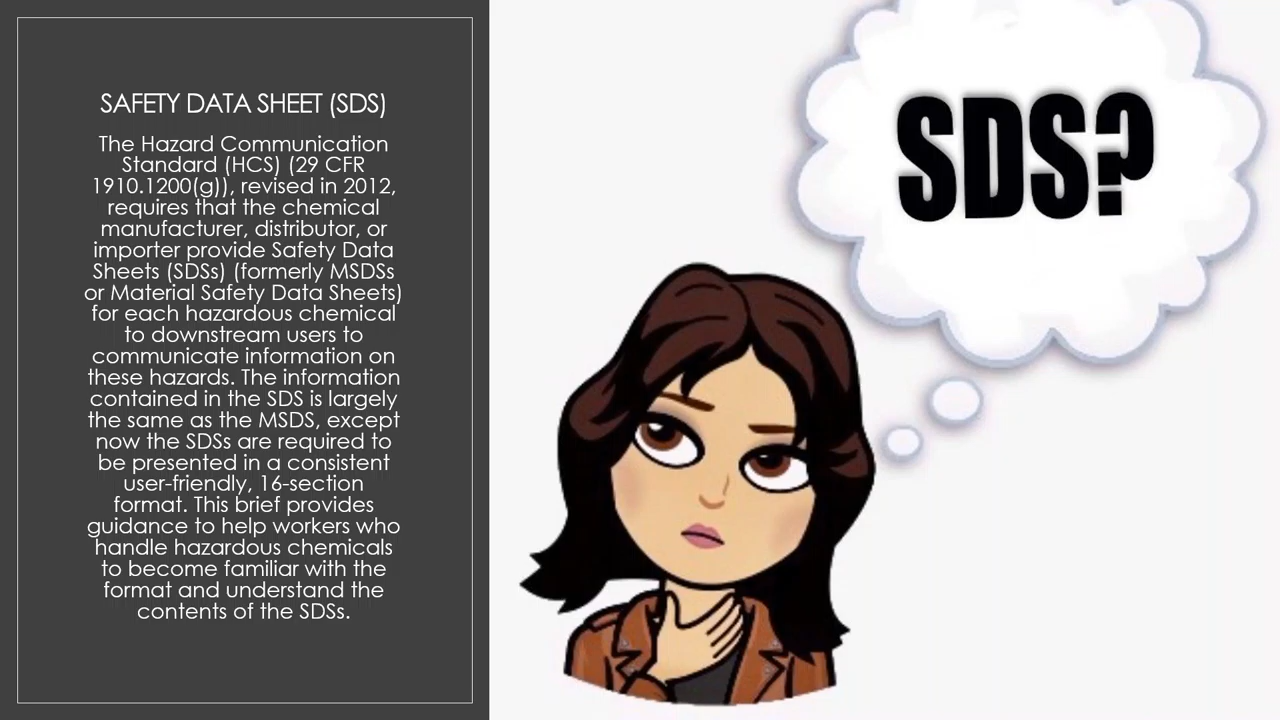 SAFETY DATA SHEET (SDS)
The Hazard Communication
Standard (HCS) (29 CFR
1910.1200(g)), revised in 2012,
requires that the chemical
manufacturer, distributor, or
importer provide Safety Data
Sheets (SDSs) (formerly MSDSs
or Material Safety Data Sheets)
for each hazardous chemical
to downstream users to
communicate information on
these hazards. The information
contained in the SDS is largely
the same as the MSDS, except
now the SDSs are required to
be presented in a consistent
user-friendly, 16-section
format. This brief provides
guidance to help workers who
handle hazardous chemicals
to become familiar with the
format and understand the
contents of the SDSs.
SDS?